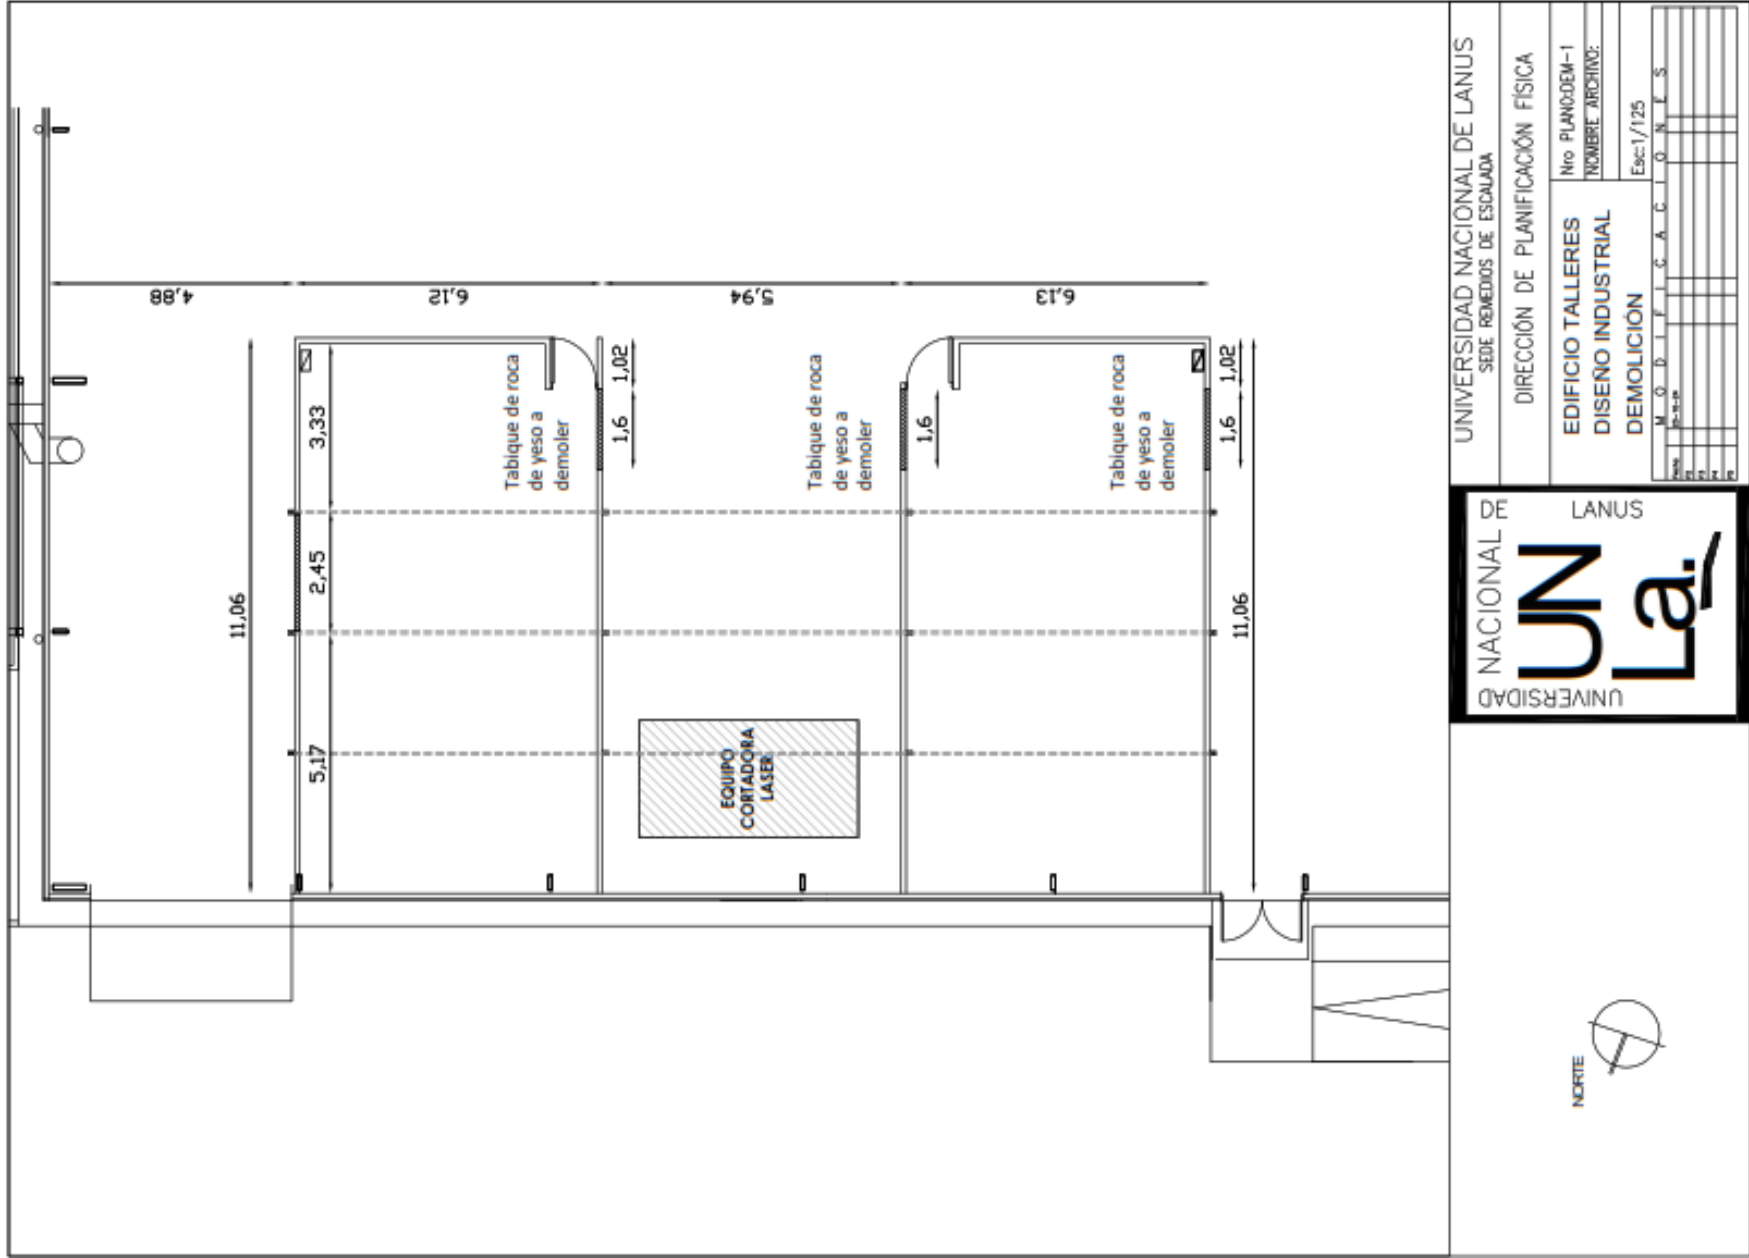 UNIVERSIDAD NACIONAL DE LANUS
SEDE REMEDIOS DE ESCALADA
DIRECCIÓN DE PLANIFICACIÓN FÍSICA
EDIFICIO TALLERES
DISEÑO INDUSTRIAL
DEMOLICIÓN
Nro PLANO:DEM-1
NOMBRE ARCHIVO:
Esc:1/125
MODIFICACIONES
UNIVERSIDAD NACIONAL DE LANUS
UN
La.
NORTE
4,88
6,12
5,94
6,13
11,06
3,33
2,45
5,17
Tabique de roca
de yeso a
demoler
1,02
1,6
Tabique de roca
de yeso a
demoler
1,6
Tabique de roca
de yeso a
demoler
1,02
1,6
11,06
EQUIPO
CORTADORA
LASER